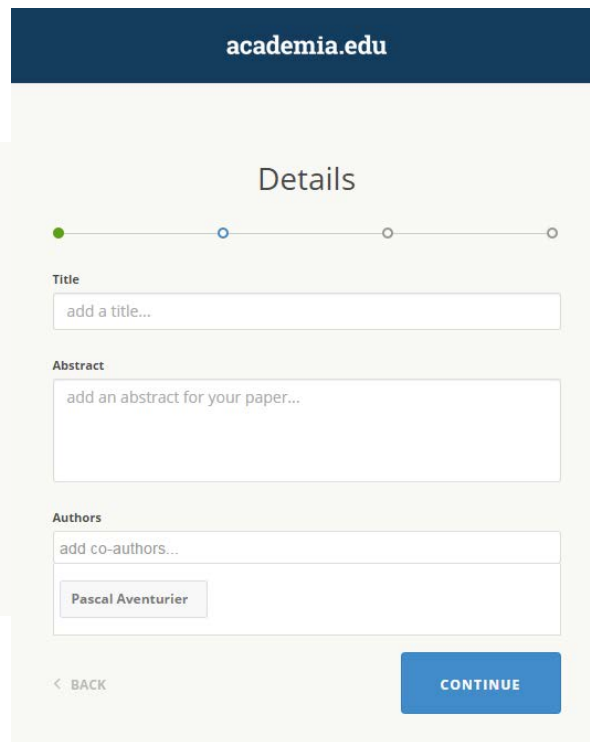 academia.edu
Details
Title
add a title...
Abstract
add an abstract for your paper...
Authors
add co-authors...
Pascal Aventurier
< BACK
CONTINUE